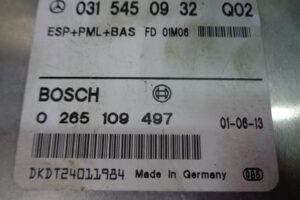 031 545 09 32 Q02
ESP+PML+BAS FD 01M06
BOSCH
0 265 109 497 01-06-13
DKDT24011984 Made in Germany DBS